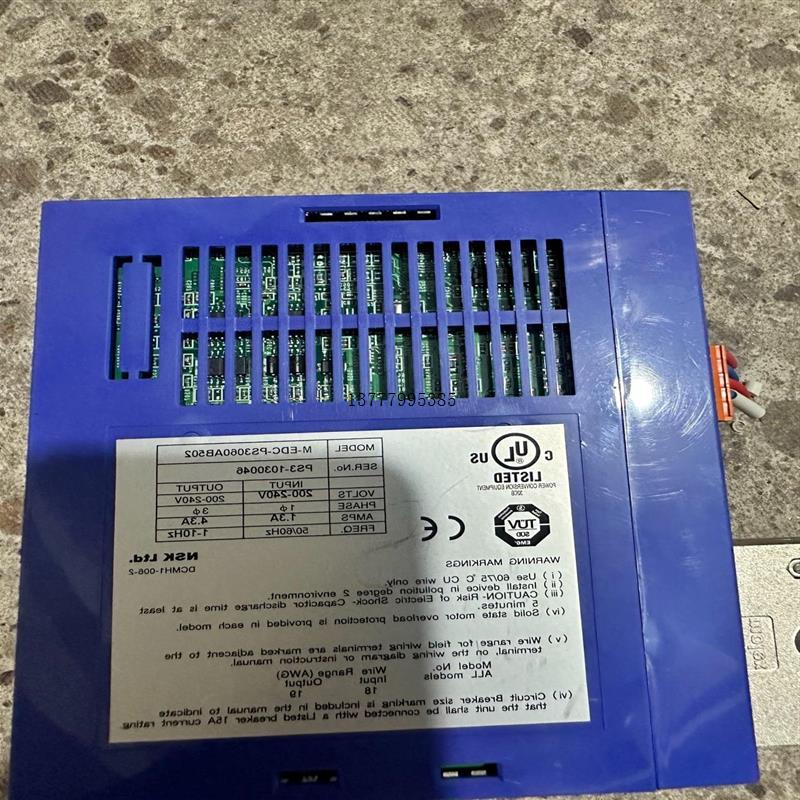 13777995385
MODEL M-EDC-PS3060AB502
SER.No. PS3-1030046
INPUT OUTPUT
VOLTS 200-240V 200-240V
PHASE 1ф 3ф
AMPS 1.3A 4.3A
FREQ. 50/60Hz 1-10Hz
NSK Ltd.
DCMH1-006-2
C UL US
LISTED
POWER CONVERSION EQUIPMENT
30CB
TÜV
EMC
CE
WARNING MARKINGS
( i ) Use 60/75 ℃ CU wire only.
( ii ) Install device in pollution degree 2 environment.
(iii) CAUTION-Risk of Electric Shock- Capacitor discharge time is at least
5 minutes.
(iv) Solid state motor overload protection is provided in each model.
( v ) Wire range for field wiring terminals are marked adjacent to the
terminal, on the wiring diagram or instruction manual.
Model No. Wire Range (AWG)
Input Output
ALL models 18 19
(vi) Circuit Breaker size marking is included in the manual to indicate
that the unit shall be connected with a Listed breaker 15A current rating